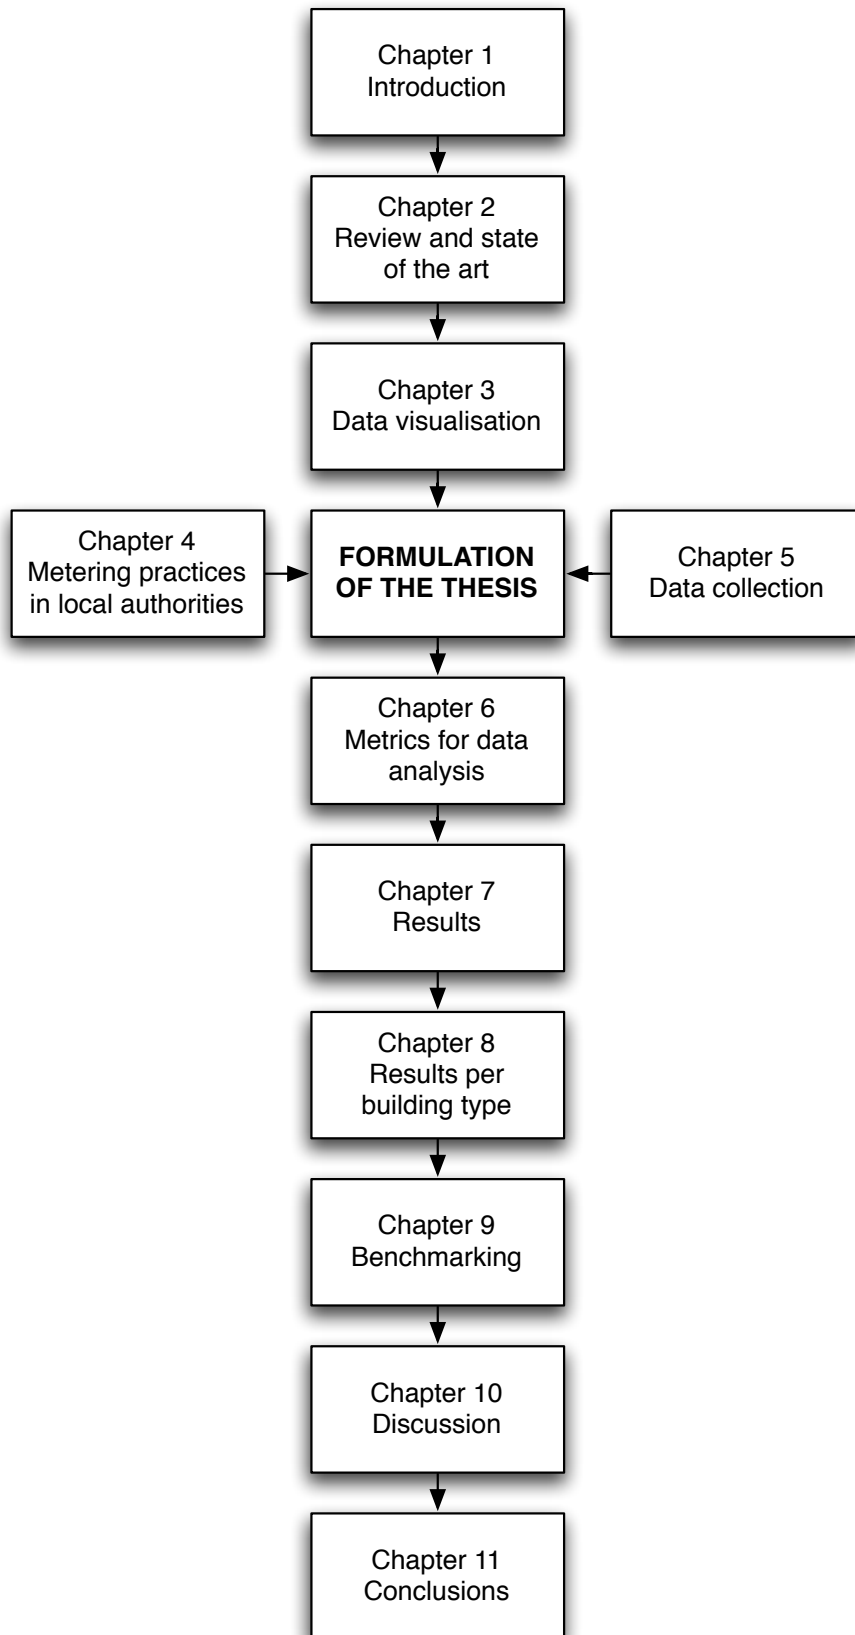 Chapter 1
Introduction
Chapter 2
Review and state
of the art
Chapter 3
Data visualisation
Chapter 4
Metering practices
in local authorities
FORMULATION
OF THE THESIS
Chapter 5
Data collection
Chapter 6
Metrics for data
analysis
Chapter 7
Results
Chapter 8
Results per
building type
Chapter 9
Benchmarking
Chapter 10
Discussion
Chapter 11
Conclusions